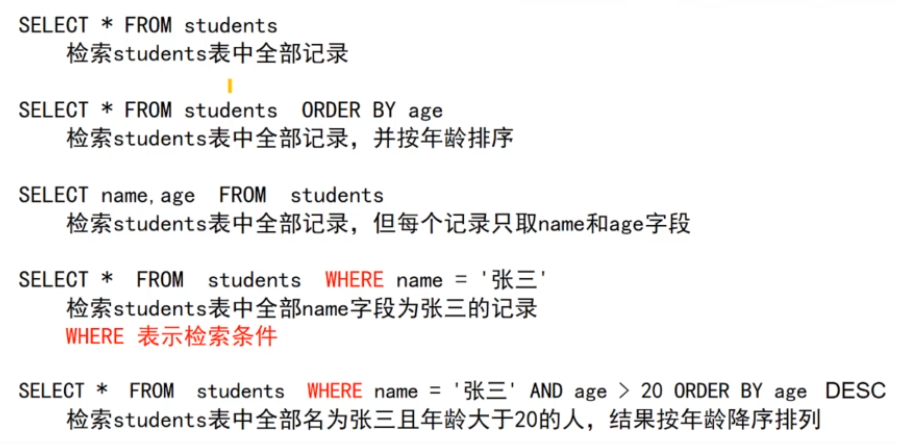 SELECT * FROM students
检索students表中全部记录
SELECT * FROM students ORDER BY age
检索students表中全部记录，并按年龄排序
SELECT name,age FROM students
检索students表中全部记录，但每个记录只取name和age字段
SELECT * FROM students WHERE name = '张三'
检索students表中全部name字段为张三的记录
WHERE 表示检索条件
SELECT * FROM students WHERE name = '张三' AND age > 20 ORDER BY age DESC
检索students表中全部名为张三且年龄大于20的人，结果按年龄降序排列